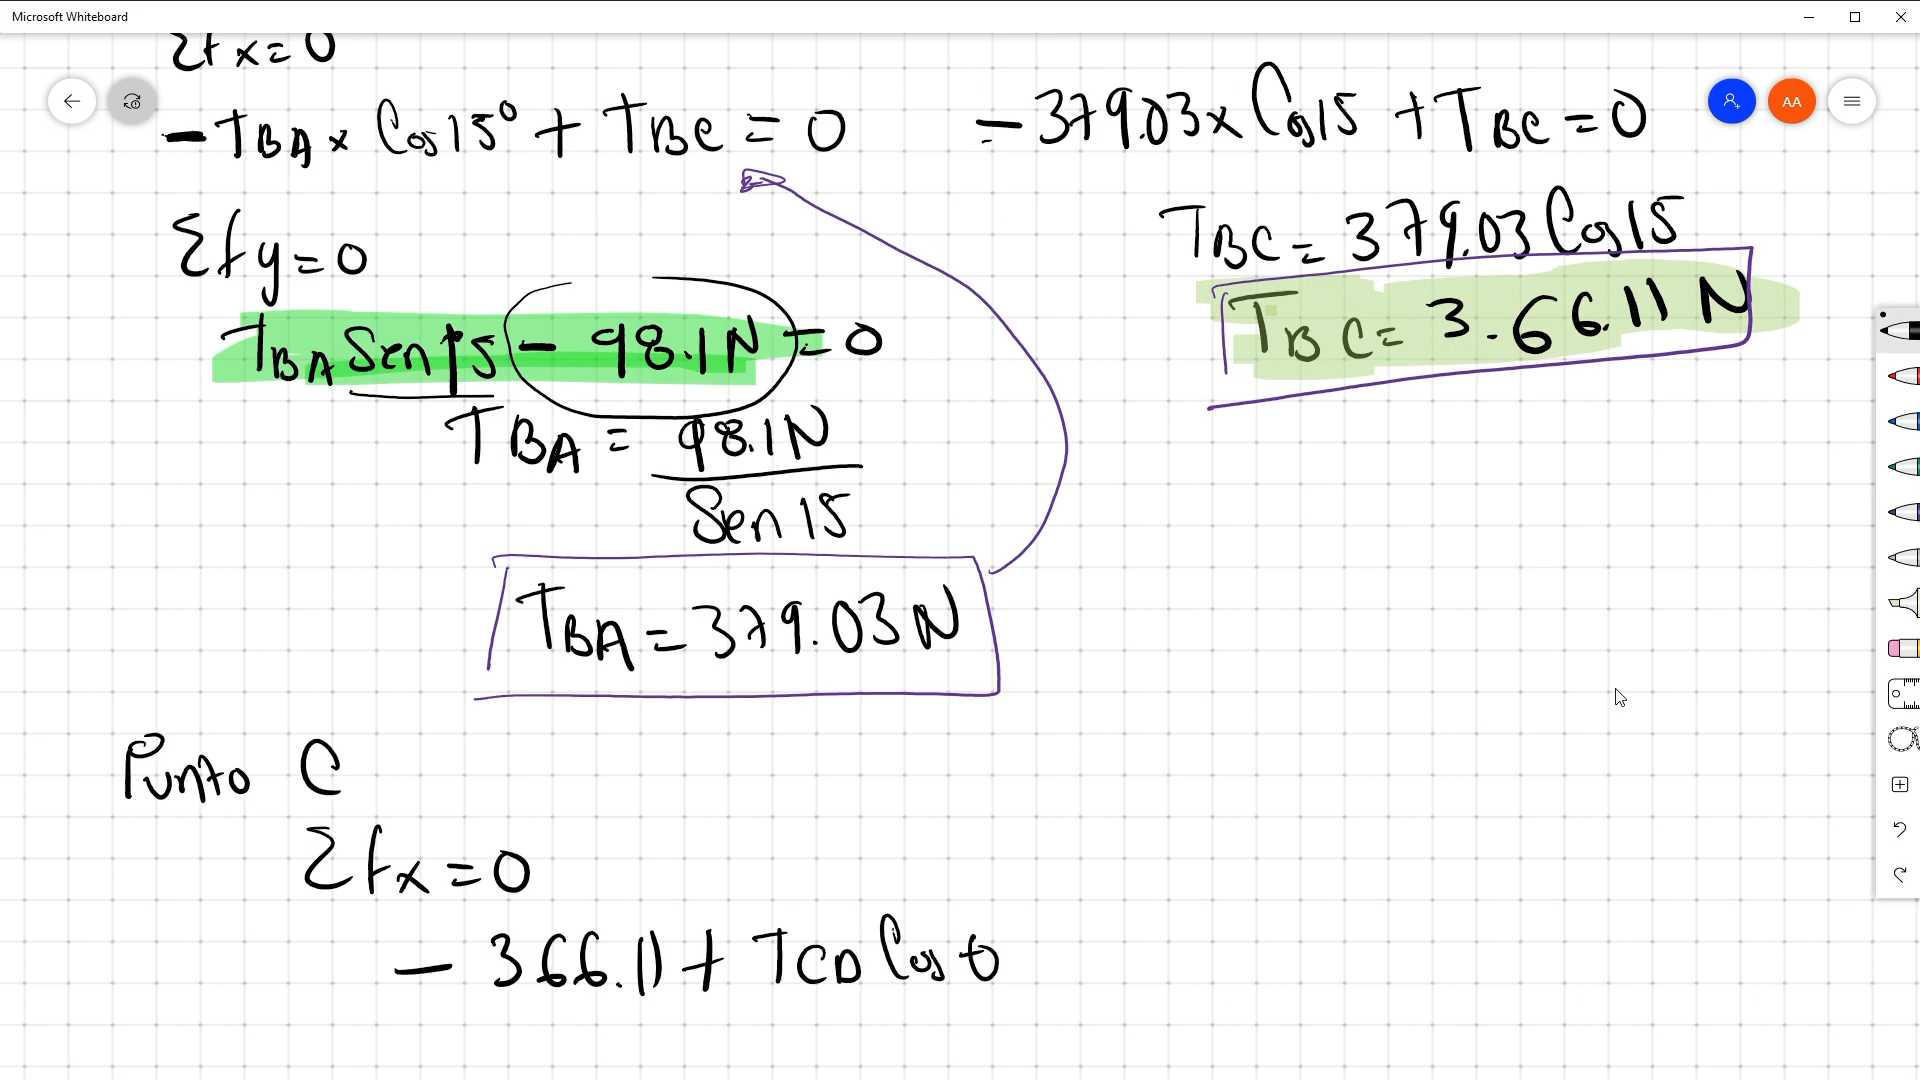 Microsoft Whiteboard
Σfx=0
-TBA x Cos15° + TBC = 0
Σfy=0
TBA Sen15 - 98.1N = 0
TBA = 98.1N
Sen 15
TBA = 379.03 N
Punto C
Σfx=0
- 366.11 + TCD Cos θ
- 379.03 x Cos15 + TBC = 0
TBC = 379.03 Cos15
TBC = 3.66.11 N
AA